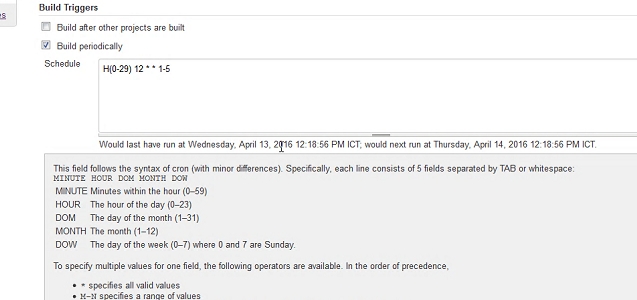 Build Triggers
Build after other projects are built
es
Build periodically
Schedule
H(0-29) 12 * * 1-5
Would last have run at Wednesday, April 13, 2016 12:18:56 PM ICT; would next run at Thursday, April 14, 2016 12:18:56 PM ICT.
This field follows the syntax of cron (with minor differences). Specifically, each line consists of 5 fields separated by TAB or whitespace:
MINUTE HOUR DOM MONTH DOW
MINUTE Minutes within the hour (0–59)
HOUR The hour of the day (0–23)
DOM The day of the month (1–31)
MONTH The month (1–12)
DOW The day of the week (0–7) where 0 and 7 are Sunday.
To specify multiple values for one field, the following operators are available. In the order of precedence,
• * specifies all valid values
• M-N specifies a range of values